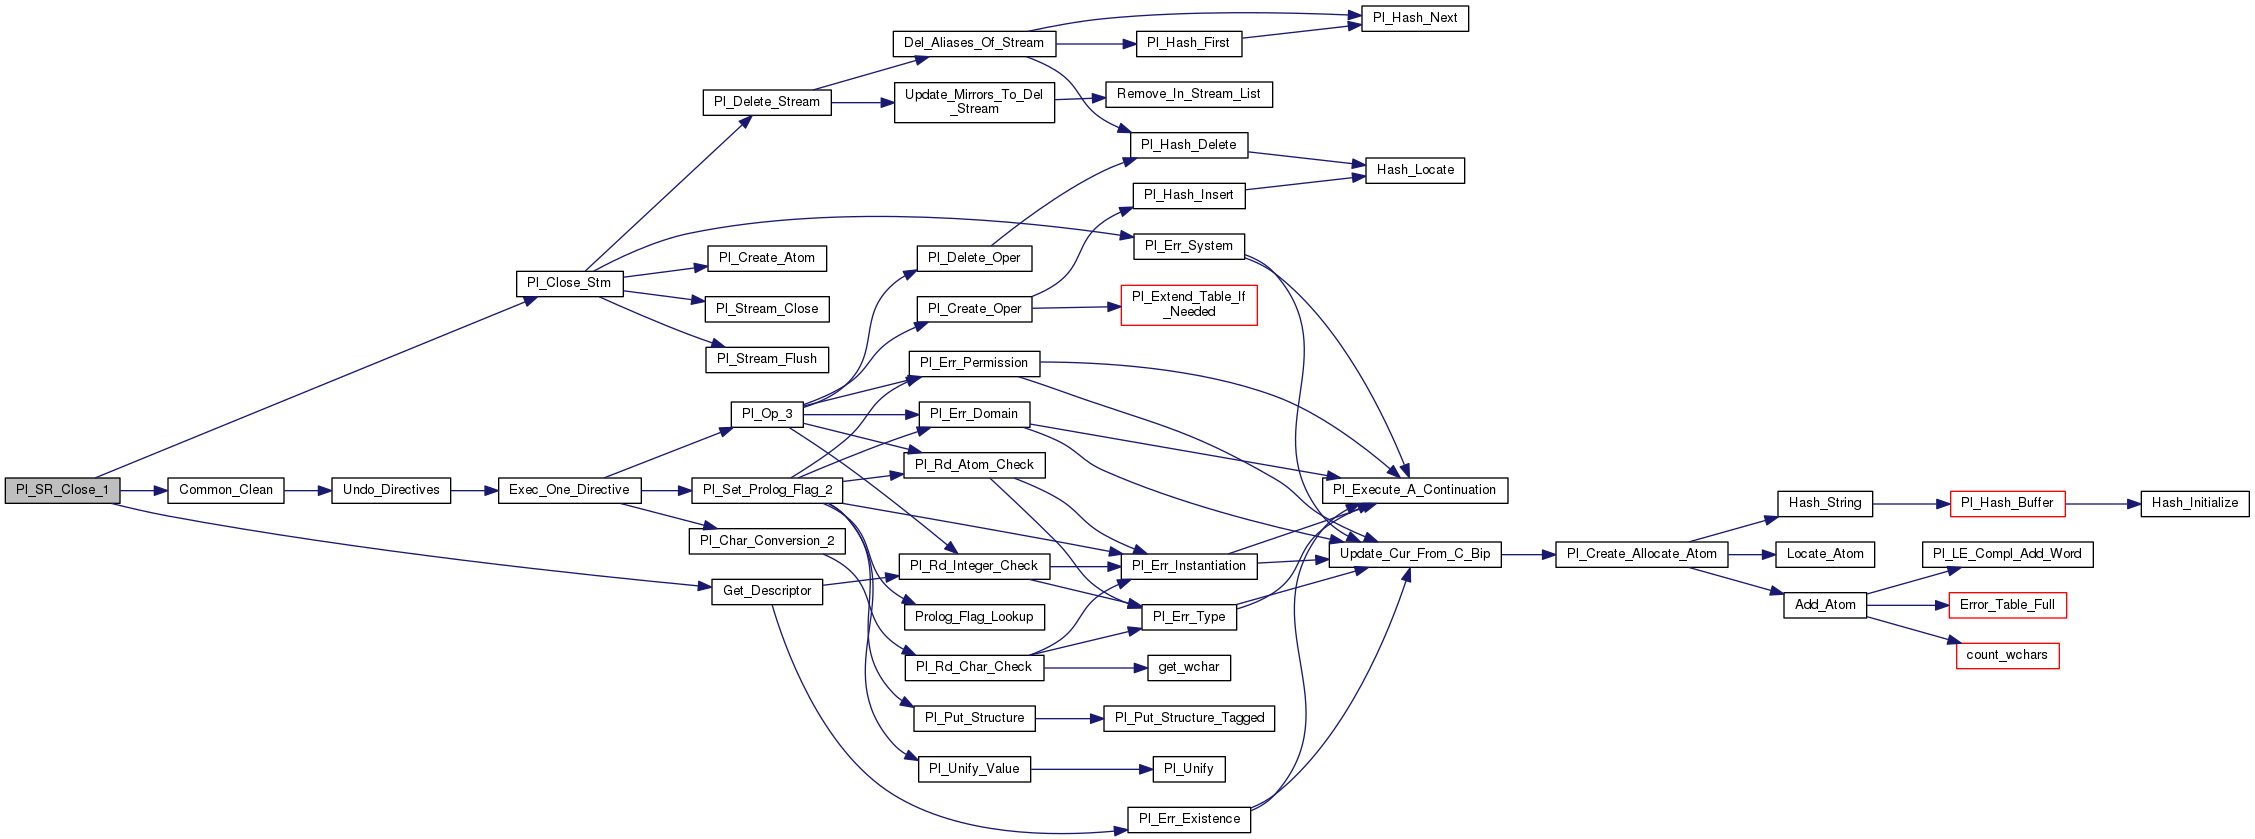 Pl_SR_Close_1
Pl_Close_Stm
Common_Clean
Undo_Directives
Exec_One_Directive
Get_Descriptor
Pl_Delete_Stream
Pl_Create_Atom
Pl_Stream_Close
Pl_Stream_Flush
Pl_Op_3
Pl_Set_Prolog_Flag_2
Pl_Char_Conversion_2
Del_Aliases_Of_Stream
Update_Mirrors_To_Del
_Stream
Pl_Delete_Oper
Pl_Create_Oper
Pl_Err_Permission
Pl_Err_Domain
Pl_Rd_Atom_Check
Pl_Rd_Integer_Check
Prolog_Flag_Lookup
Pl_Rd_Char_Check
Pl_Put_Structure
Pl_Unify_Value
Pl_Hash_First
Remove_In_Stream_List
Pl_Hash_Delete
Pl_Hash_Insert
Pl_Err_System
Pl_Extend_Table_If
_Needed
Pl_Err_Instantiation
Pl_Err_Type
get_wchar
Pl_Put_Structure_Tagged
Pl_Unify
Pl_Err_Existence
Pl_Hash_Next
Hash_Locate
Pl_Execute_A_Continuation
Update_Cur_From_C_Bip
Pl_Create_Allocate_Atom
Hash_String
Locate_Atom
Add_Atom
Pl_Hash_Buffer
Pl_LE_Compl_Add_Word
Error_Table_Full
count_wchars
Hash_Initialize